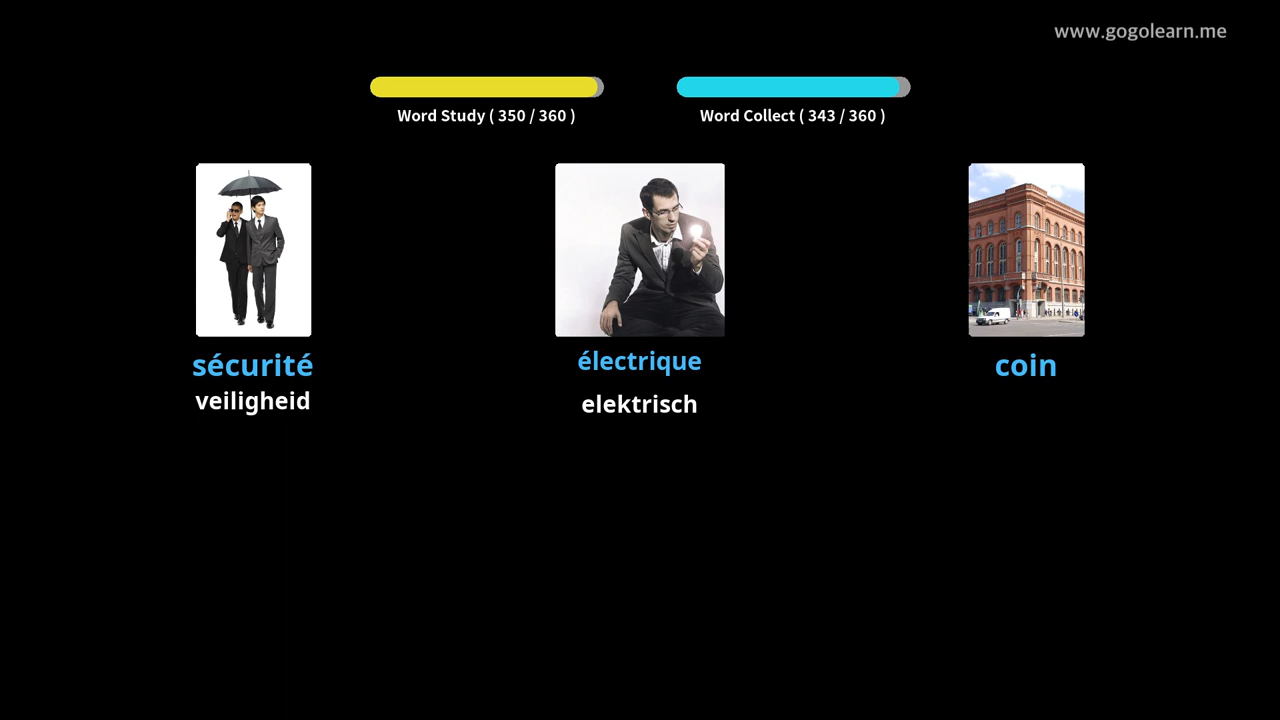 www.gogolearn.me
Word Study ( 350 / 360 )
Word Collect ( 343 / 360 )
sécurité
veiligheid
électrique
elektrisch
coin